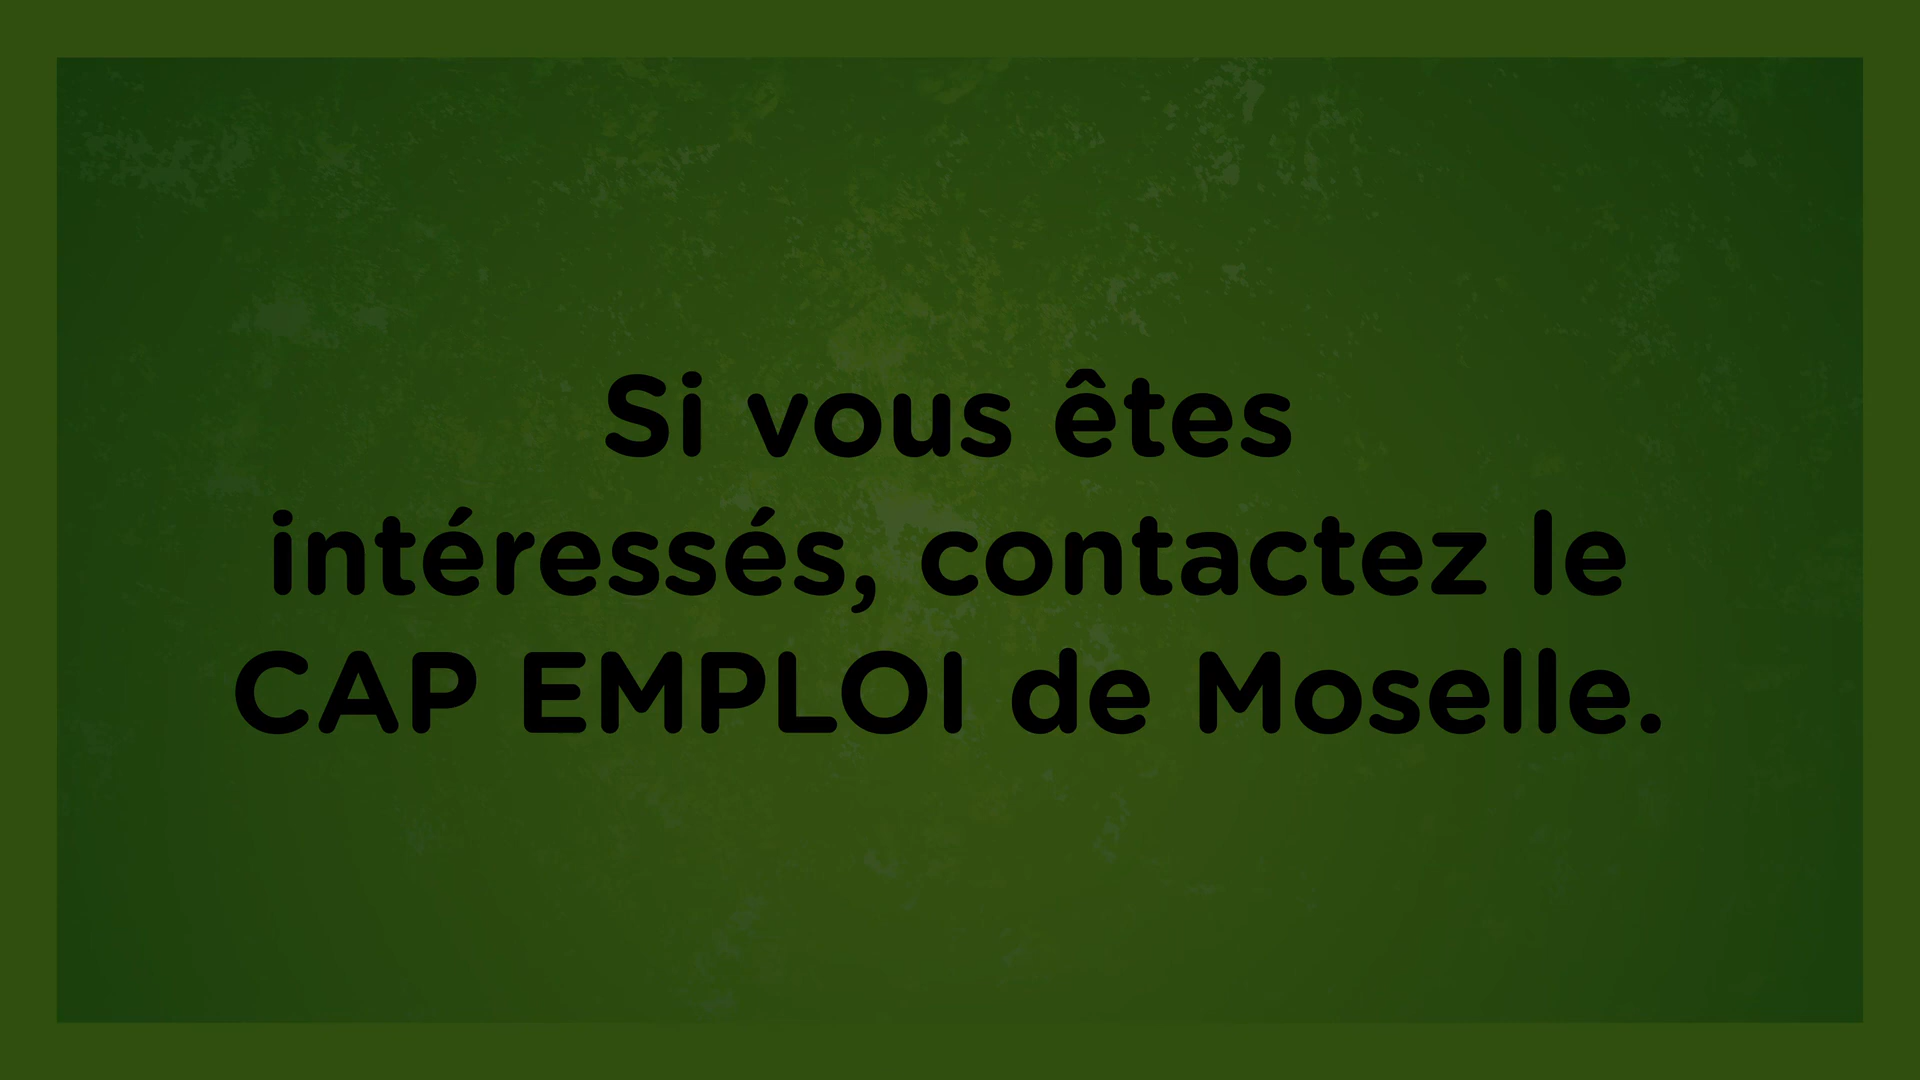 Si vous êtes
intéressés, contactez le
CAP EMPLOI de Moselle.